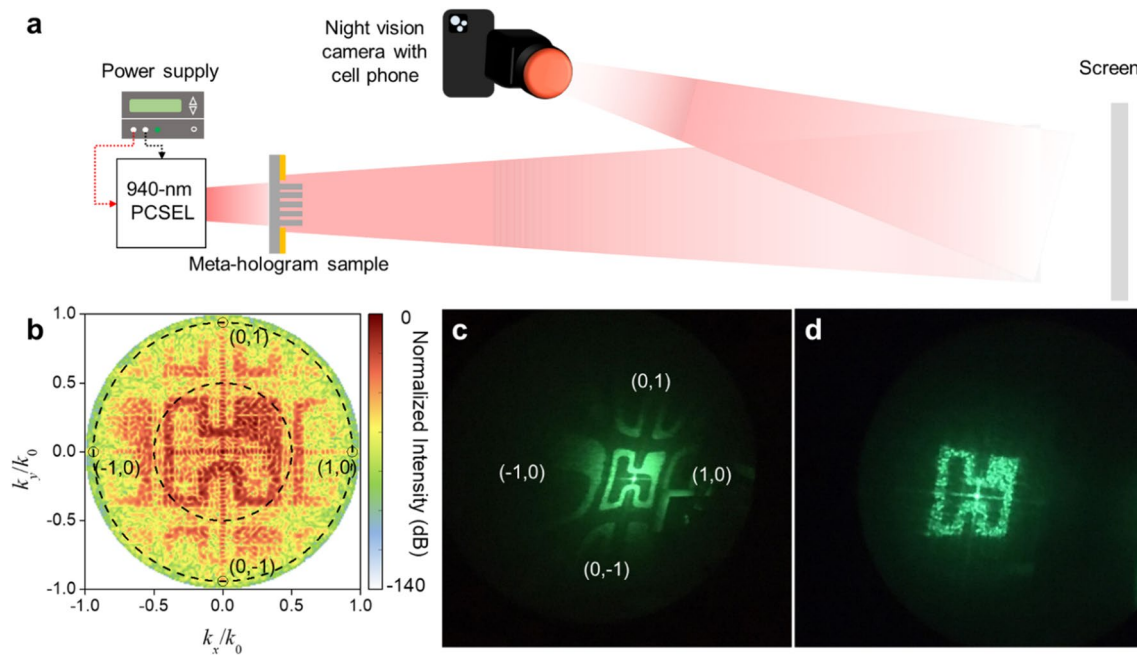 a
Night vision
camera with
cell phone
Power supply
Screen
940-nm
PCSEL
Meta-hologram sample
b
1.0
0.5
0.0
-0.5
-1.0
-1.0
-0.5
0.0
0.5
1.0
k_y/k_0
k_x/k_0
(0,1)
(-1,0)
(1,0)
(0,-1)
0
-140
Normalized Intensity (dB)
c
(0,1)
(-1,0)
(1,0)
(0,-1)
d